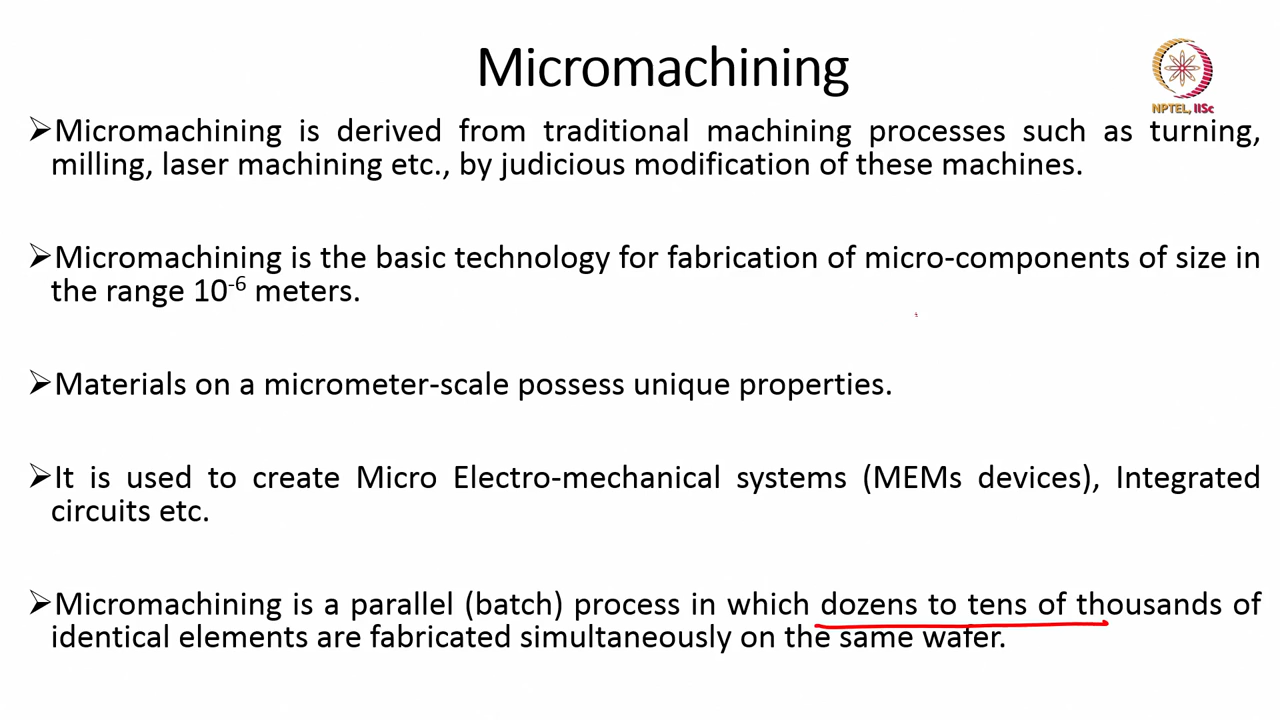 Micromachining
NPTEL, IISc
➢Micromachining is derived from traditional machining processes such as turning,
milling, laser machining etc., by judicious modification of these machines.
➢Micromachining is the basic technology for fabrication of micro-components of size in
the range 10⁻⁶ meters.
➢Materials on a micrometer-scale possess unique properties.
➢It is used to create Micro Electro-mechanical systems (MEMs devices), Integrated
circuits etc.
➢Micromachining is a parallel (batch) process in which dozens to tens of thousands of
identical elements are fabricated simultaneously on the same wafer.